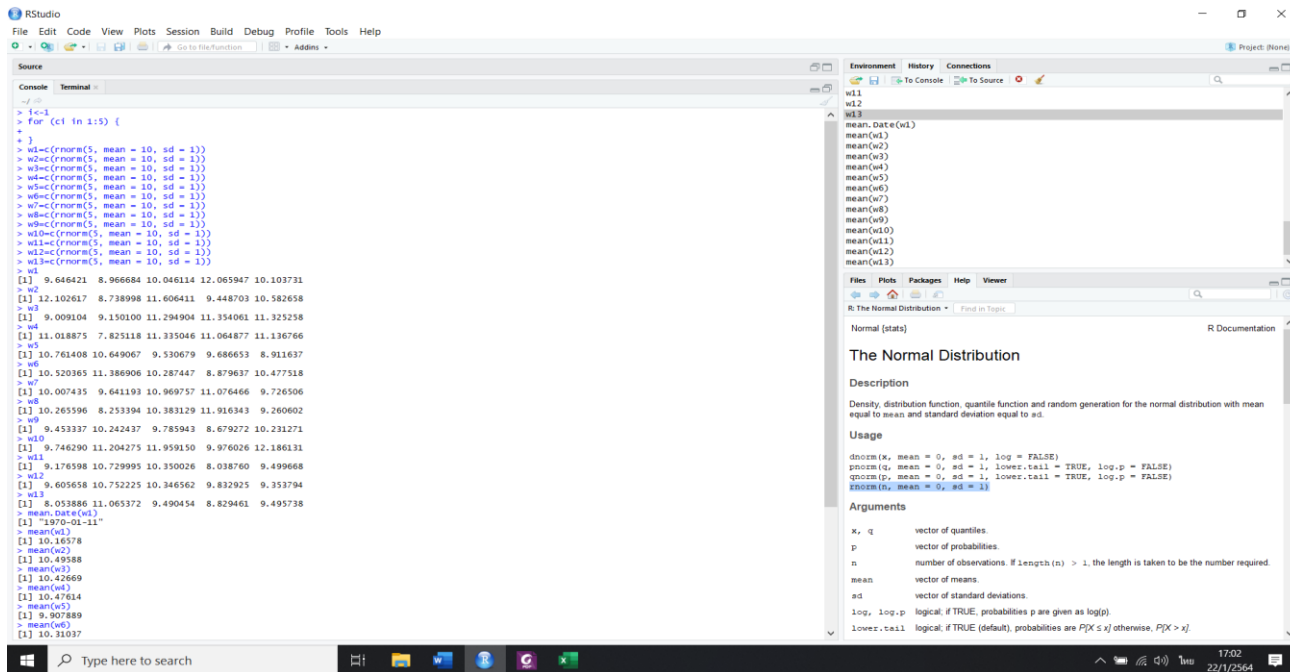 RStudio
File Edit Code View Plots Session Build Debug Profile Tools Help
Go to file/function Addins Project: (None)
Source
Console Terminal
~/
> i<-1
> for (ci in 1:5) {
+
+ }
> w1=c(rnorm(5, mean = 10, sd = 1))
> w2=c(rnorm(5, mean = 10, sd = 1))
> w3=c(rnorm(5, mean = 10, sd = 1))
> w4=c(rnorm(5, mean = 10, sd = 1))
> w5=c(rnorm(5, mean = 10, sd = 1))
> w6=c(rnorm(5, mean = 10, sd = 1))
> w7=c(rnorm(5, mean = 10, sd = 1))
> w8=c(rnorm(5, mean = 10, sd = 1))
> w9=c(rnorm(5, mean = 10, sd = 1))
> w10=c(rnorm(5, mean = 10, sd = 1))
> w11=c(rnorm(5, mean = 10, sd = 1))
> w12=c(rnorm(5, mean = 10, sd = 1))
> w13=c(rnorm(5, mean = 10, sd = 1))
> w1
[1] 9.646421 8.966684 10.046114 12.065947 10.103731
> w2
[1] 12.102617 8.738998 11.606411 9.448703 10.582658
> w3
[1] 9.009104 9.150100 11.294904 11.354061 11.325258
> w4
[1] 11.018875 7.825118 11.335046 11.064877 11.136766
> w5
[1] 10.761408 10.649067 9.530679 9.686653 8.911637
> w6
[1] 10.520365 11.386906 10.287447 8.879637 10.477518
> w7
[1] 10.007435 9.641193 10.969757 11.076466 9.726506
> w8
[1] 10.265596 8.253394 10.383129 11.916343 9.260602
> w9
[1] 9.453337 10.242437 9.785943 8.679272 10.231271
> w10
[1] 9.746290 11.204275 11.959150 9.976026 12.186131
> w11
[1] 9.176598 10.729995 10.350026 8.038760 9.499668
> w12
[1] 9.605658 10.752225 10.346562 9.832925 9.353794
> w13
[1] 8.053886 11.065372 9.490454 8.829461 9.495738
> mean.Date(w1)
[1] "1970-01-11"
> mean(w1)
[1] 10.16578
> mean(w2)
[1] 10.49588
> mean(w3)
[1] 10.42669
> mean(w4)
[1] 10.47614
> mean(w5)
[1] 9.907889
> mean(w6)
[1] 10.31037
Environment History Connections
To Console To Source
w11
w12
w13
mean.Date(w1)
mean(w1)
mean(w2)
mean(w3)
mean(w4)
mean(w5)
mean(w6)
mean(w7)
mean(w8)
mean(w9)
mean(w10)
mean(w11)
mean(w12)
mean(w13)
Files Plots Packages Help Viewer
R: The Normal Distribution Find in Topic
Normal {stats} R Documentation
The Normal Distribution
Description
Density, distribution function, quantile function and random generation for the normal distribution with mean
equal to mean and standard deviation equal to sd.
Usage
dnorm(x, mean = 0, sd = 1, log = FALSE)
pnorm(q, mean = 0, sd = 1, lower.tail = TRUE, log.p = FALSE)
qnorm(p, mean = 0, sd = 1, lower.tail = TRUE, log.p = FALSE)
rnorm(n, mean = 0, sd = 1)
Arguments
x, q vector of quantiles.
p vector of probabilities.
n number of observations. If length(n) > 1, the length is taken to be the number required.
mean vector of means.
sd vector of standard deviations.
log, log.p logical; if TRUE, probabilities p are given as log(p).
lower.tail logical; if TRUE (default), probabilities are P[X ≤ x] otherwise, P[X > x].
Type here to search
ไทย
17:02
22/1/2564